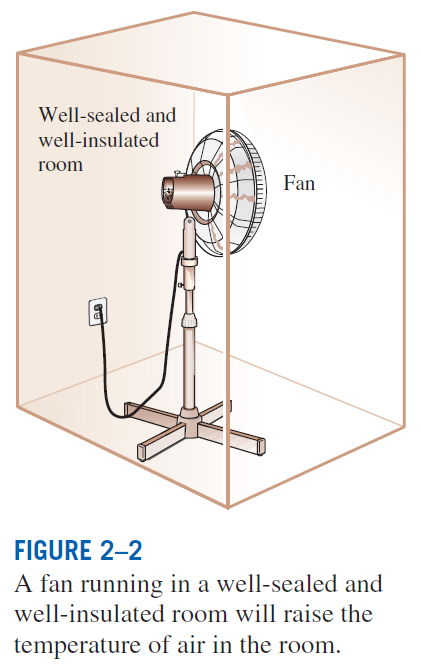 Well-sealed and
well-insulated
room
Fan
FIGURE 2–2
A fan running in a well-sealed and
well-insulated room will raise the
temperature of air in the room.